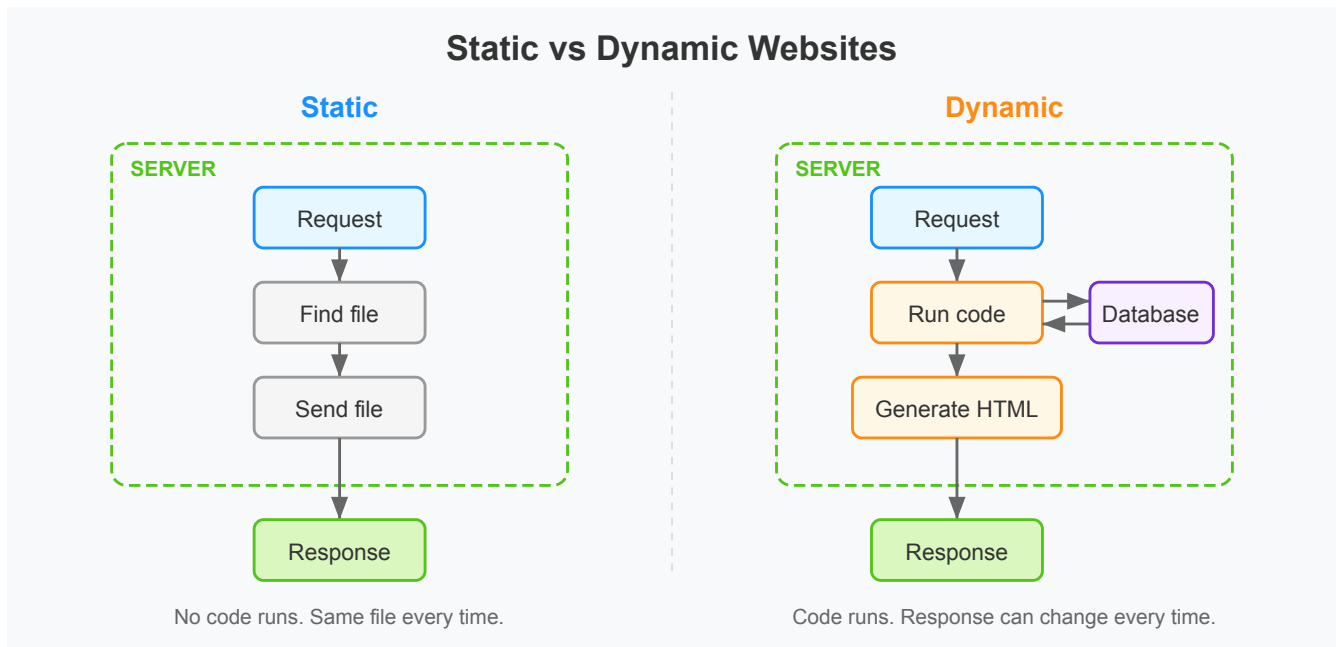 Static vs Dynamic Websites
Static
SERVER
Request
Find file
Send file
Response
No code runs. Same file every time.
Dynamic
SERVER
Request
Run code
Database
Generate HTML
Response
Code runs. Response can change every time.